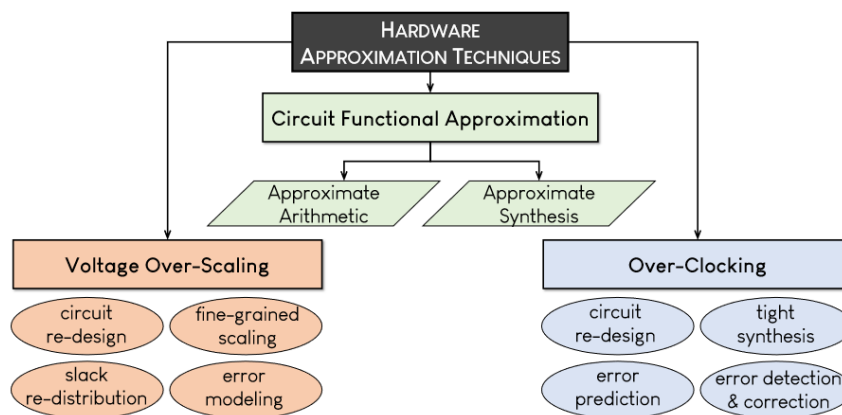 HARDWARE
APPROXIMATION TECHNIQUES
Circuit Functional Approximation
Approximate
Arithmetic
Approximate
Synthesis
Voltage Over-Scaling
circuit
re-design
fine-grained
scaling
slack
re-distribution
error
modeling
Over-Clocking
circuit
re-design
tight
synthesis
error
prediction
error detection
& correction